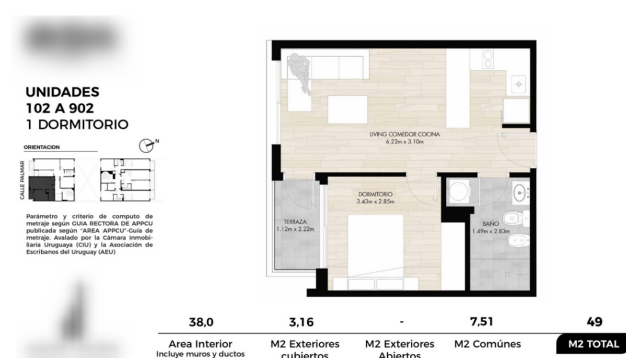 UNIDADES
102 A 902
1 DORMITORIO
ORIENTACION
N
CALLE PALMAR
Parámetro y criterio de computo de
metraje según GUIA RECTORA DE APPCU
publicada según "AREA APPCU"-Guía de
metraje. Avalado por la Cámara Inmobi-
liaria Uruguaya (CIU) y la Asociación de
Escribanos del Uruguay (AEU)
LIVING COMEDOR COCINA
6.22m x 3.10m
DORMITORIO
3.43m x 2.85m
TERRAZA
1.12m x 2.22m
BAÑO
1.49m x 2.83m
38,0
3,16
-
7,51
49
Area Interior
Incluye muros y ductos
M2 Exteriores
cubiertos
M2 Exteriores
Abiertos
M2 Comúnes
M2 TOTAL